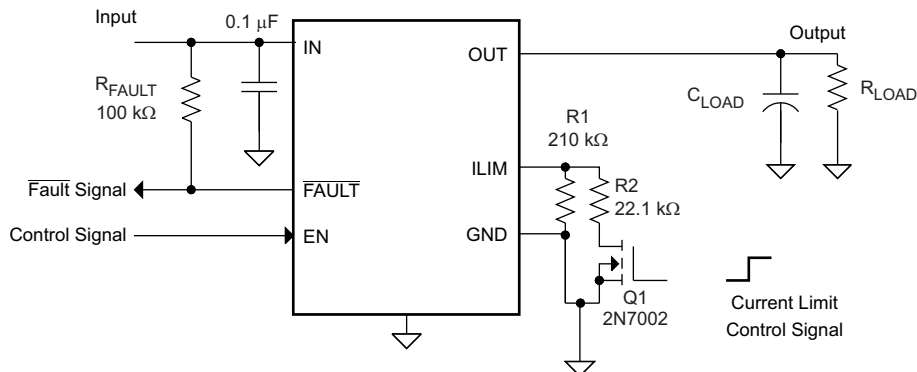 Input
0.1 μF
IN
OUT
Output
RFAULT
100 kΩ
CLOAD
RLOAD
R1
210 kΩ
ILIM
R2
22.1 kΩ
Fault Signal
FAULT
Control Signal
EN
GND
Q1
2N7002
Current Limit
Control Signal